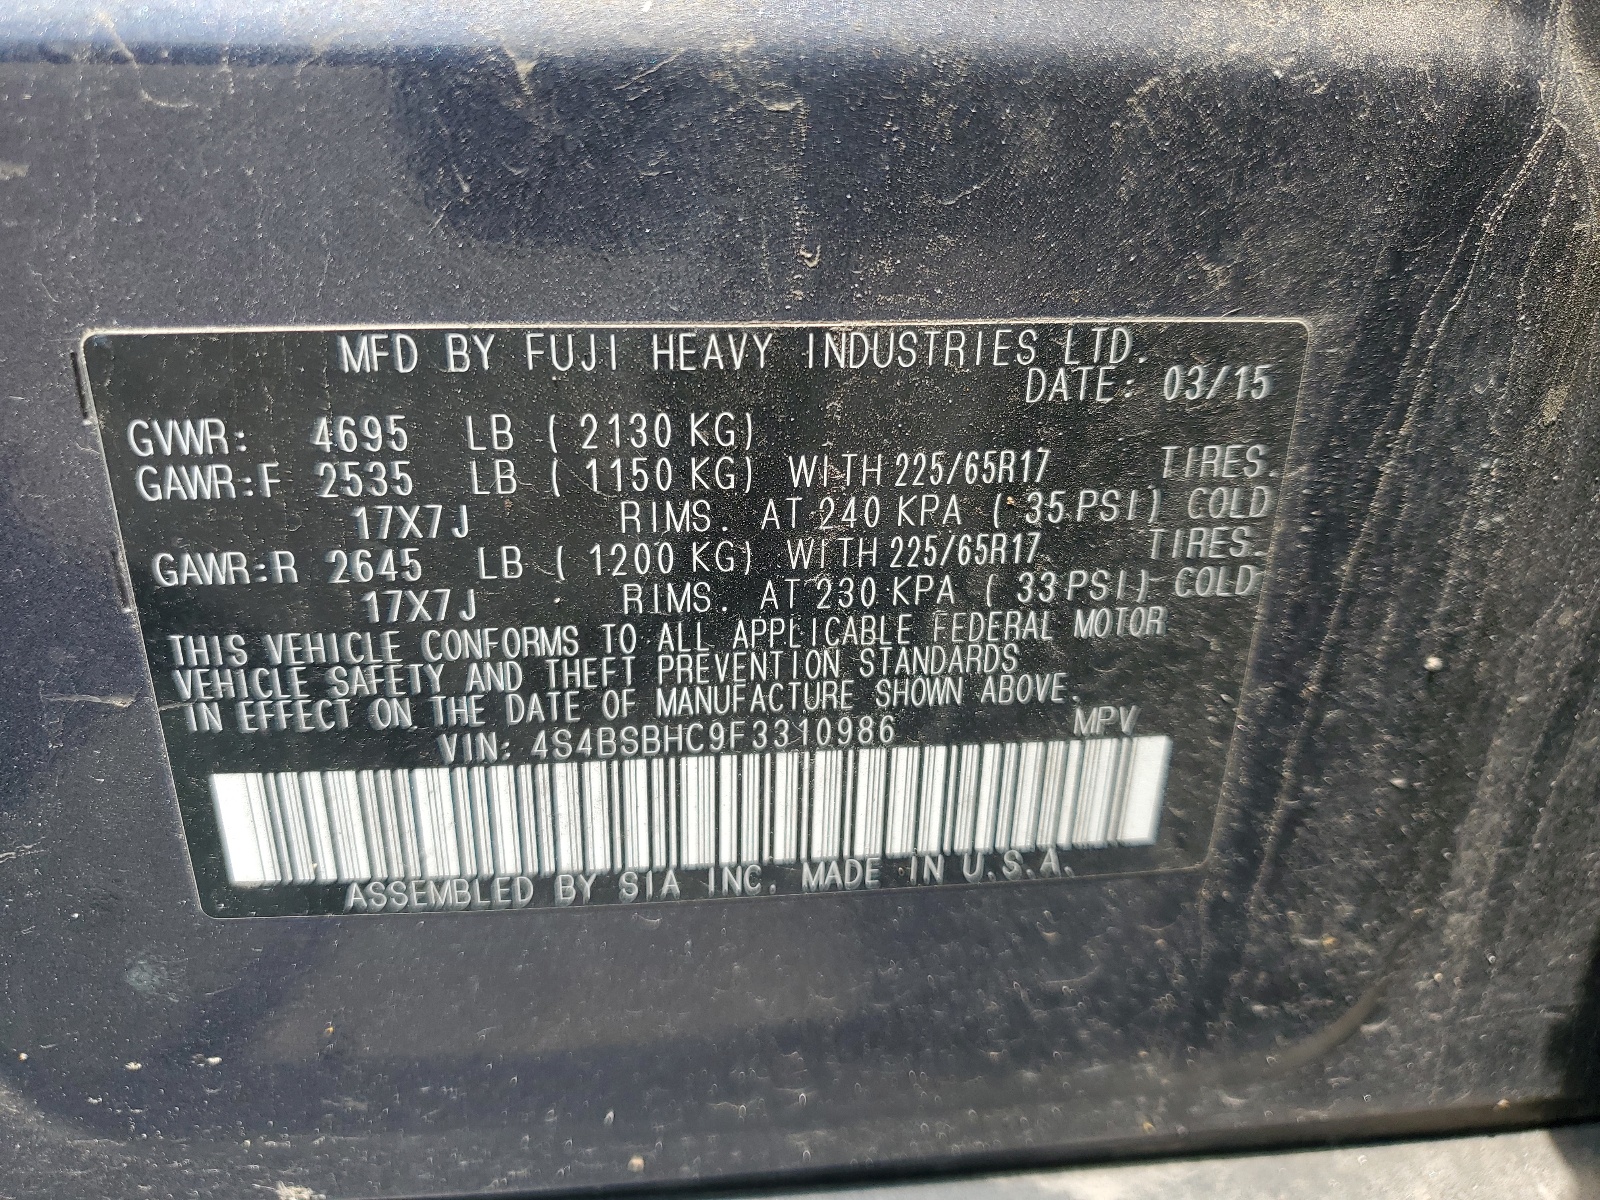 MFD BY FUJI HEAVY INDUSTRIES LTD.
DATE: 03/15
GVWR: 4695 LB ( 2130 KG)
GAWR:F 2535 LB ( 1150 KG) WITH 225/65R17 TIRES.
17X7J RIMS. AT 240 KPA ( 35 PSI) COLD
GAWR:R 2645 LB ( 1200 KG) WITH 225/65R17 TIRES.
17X7J RIMS. AT 230 KPA ( 33 PSI) COLD
THIS VEHICLE CONFORMS TO ALL APPLICABLE FEDERAL MOTOR
VEHICLE SAFETY AND THEFT PREVENTION STANDARDS
IN EFFECT ON THE DATE OF MANUFACTURE SHOWN ABOVE.
VIN: 4S4BSBHC9F3310986 MPV
ASSEMBLED BY SIA INC. MADE IN U.S.A.